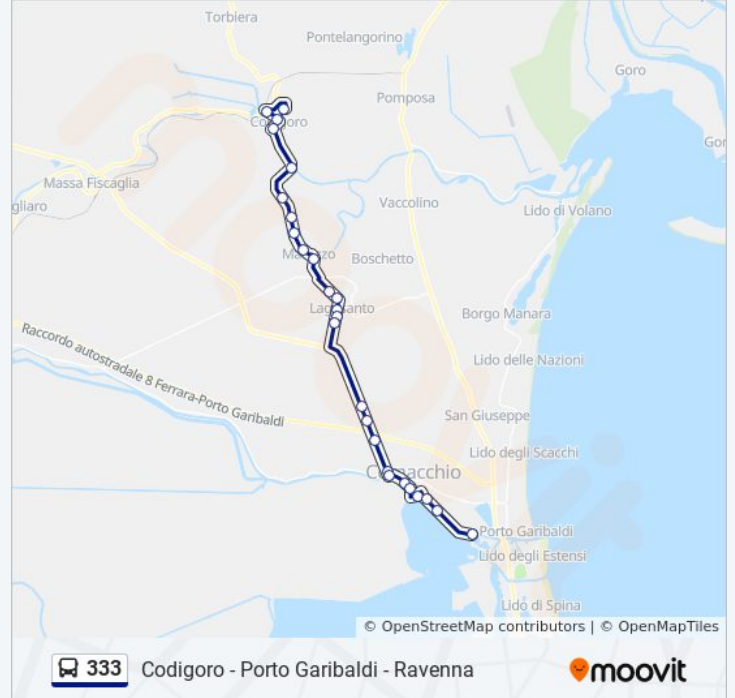 Torbiera
Pontelangorino
Goro
Pomposa
Codigoro
Gor
Massa Fiscaglia
gliaro
Vaccolino
Lido di Volano
Boschetto
Lagosanto
Borgo Manara
Raccordo autostradale 8 Ferrara-Porto Garibaldi
Lido delle Nazioni
San Giuseppe
Lido degli Scacchi
Comacchio
Porto Garibaldi
Lido degli Estensi
Lido di Spina
© OpenStreetMap contributors | © OpenMapTiles
333 Codigoro - Porto Garibaldi - Ravenna
moovit